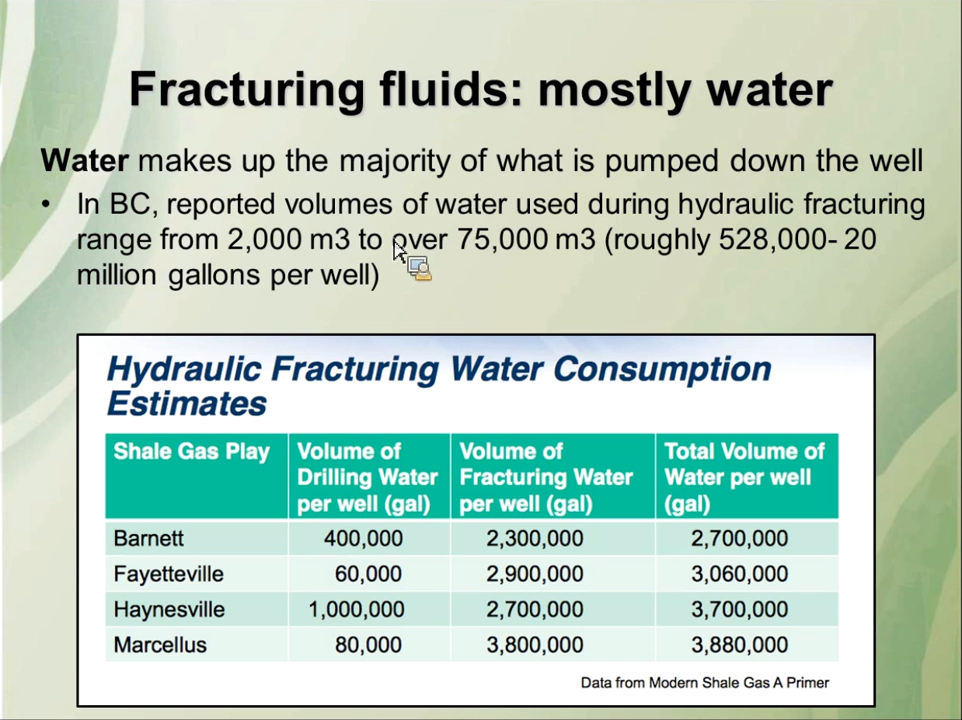 Fracturing fluids: mostly water
Water makes up the majority of what is pumped down the well
• In BC, reported volumes of water used during hydraulic fracturing
range from 2,000 m3 to over 75,000 m3 (roughly 528,000- 20
million gallons per well)
Hydraulic Fracturing Water Consumption
Estimates
Shale Gas Play Volume of Drilling Water per well (gal) Volume of Fracturing Water per well (gal) Total Volume of Water per well (gal)
Barnett 400,000 2,300,000 2,700,000
Fayetteville 60,000 2,900,000 3,060,000
Haynesville 1,000,000 2,700,000 3,700,000
Marcellus 80,000 3,800,000 3,880,000
Data from Modern Shale Gas A Primer